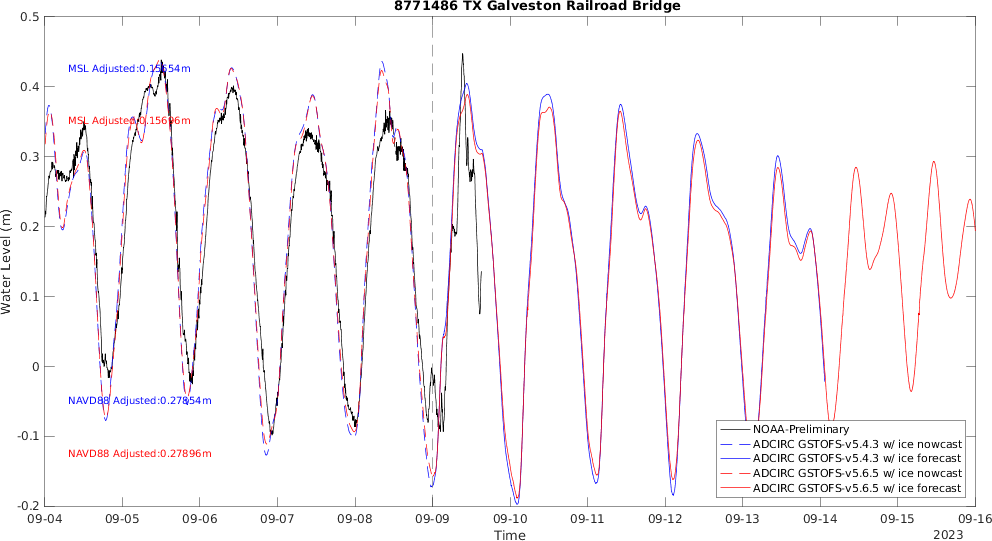 8771486 TX Galveston Railroad Bridge
0.5
0.4
0.3
0.2
0.1
0
-0.1
-0.2
Water Level (m)
MSL Adjusted:0.15654m
MSL Adjusted:0.15696m
NAVD88 Adjusted:0.27854m
NAVD88 Adjusted:0.27896m
NOAA-Preliminary
ADCIRC GSTOFS-v5.4.3 w/ ice nowcast
ADCIRC GSTOFS-v5.4.3 w/ ice forecast
ADCIRC GSTOFS-v5.6.5 w/ ice nowcast
ADCIRC GSTOFS-v5.6.5 w/ ice forecast
09-04 09-05 09-06 09-07 09-08 09-09 09-10 09-11 09-12 09-13 09-14 09-15 09-16
Time
2023